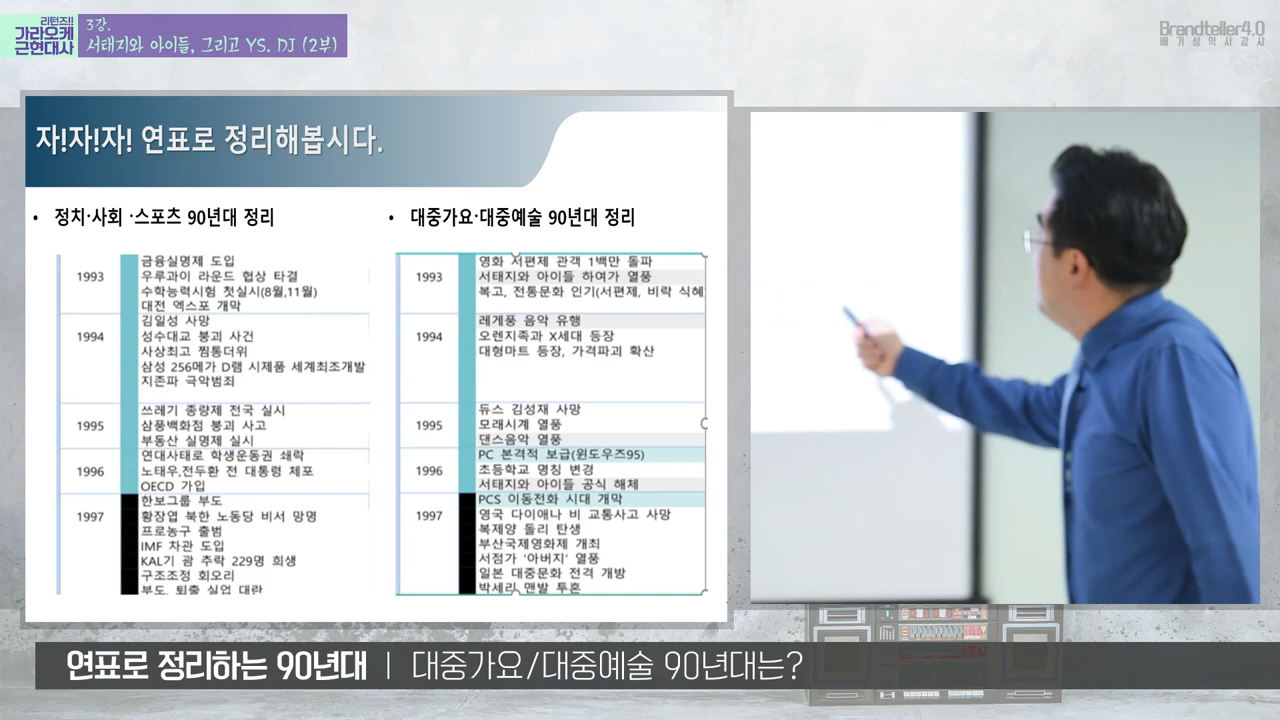 리턴즈!!
가라오케
근현대사
3강.
서태지와 아이들, 그리고 YS. DJ (2부)
Brandteller4.0
배기성역사강사
자!자!자! 연표로 정리해봅시다.
• 정치·사회 ·스포츠 90년대 정리
1993
금융실명제 도입
우루과이 라운드 협상 타결
수학능력시험 첫실시(8월,11월)
대전 엑스포 개막
1994
김일성 사망
성수대교 붕괴 사건
사상최고 찜통더위
삼성 256메가 D램 시제품 세계최조개발
지존파 극악범죄
1995
쓰레기 종량제 전국 실시
삼풍백화점 붕괴 사고
부동산 실명제 실시
1996
연대사태로 학생운동권 쇄락
노태우,전두환 전 대통령 체포
OECD 가입
1997
한보그룹 부도
황장엽 북한 노동당 비서 망명
프로농구 출범
IMF 차관 도입
KAL기 괌 추락 229명 희생
구조조정 회오리
부도, 퇴출 실업 대란
• 대중가요·대중예술 90년대 정리
1993
영화 서편제 관객 1백만 돌파
서태지와 아이들 하여가 열풍
복고, 전통문화 인기(서편제, 비락 식혜
1994
레게풍 음악 유행
오렌지족과 X세대 등장
대형마트 등장, 가격파괴 확산
1995
듀스 김성재 사망
모래시계 열풍
댄스음악 열풍
1996
PC 본격적 보급(윈도우즈95)
초등학교 명칭 변경
서태지와 아이들 공식 해체
1997
PCS 이동전화 시대 개막
영국 다이애나 비 교통사고 사망
복제양 돌리 탄생
부산국제영화제 개최
서점가 '아버지' 열풍
일본 대중문화 전격 개방
박세리 맨발 투혼
연표로 정리하는 90년대 | 대중가요/대중예술 90년대는?